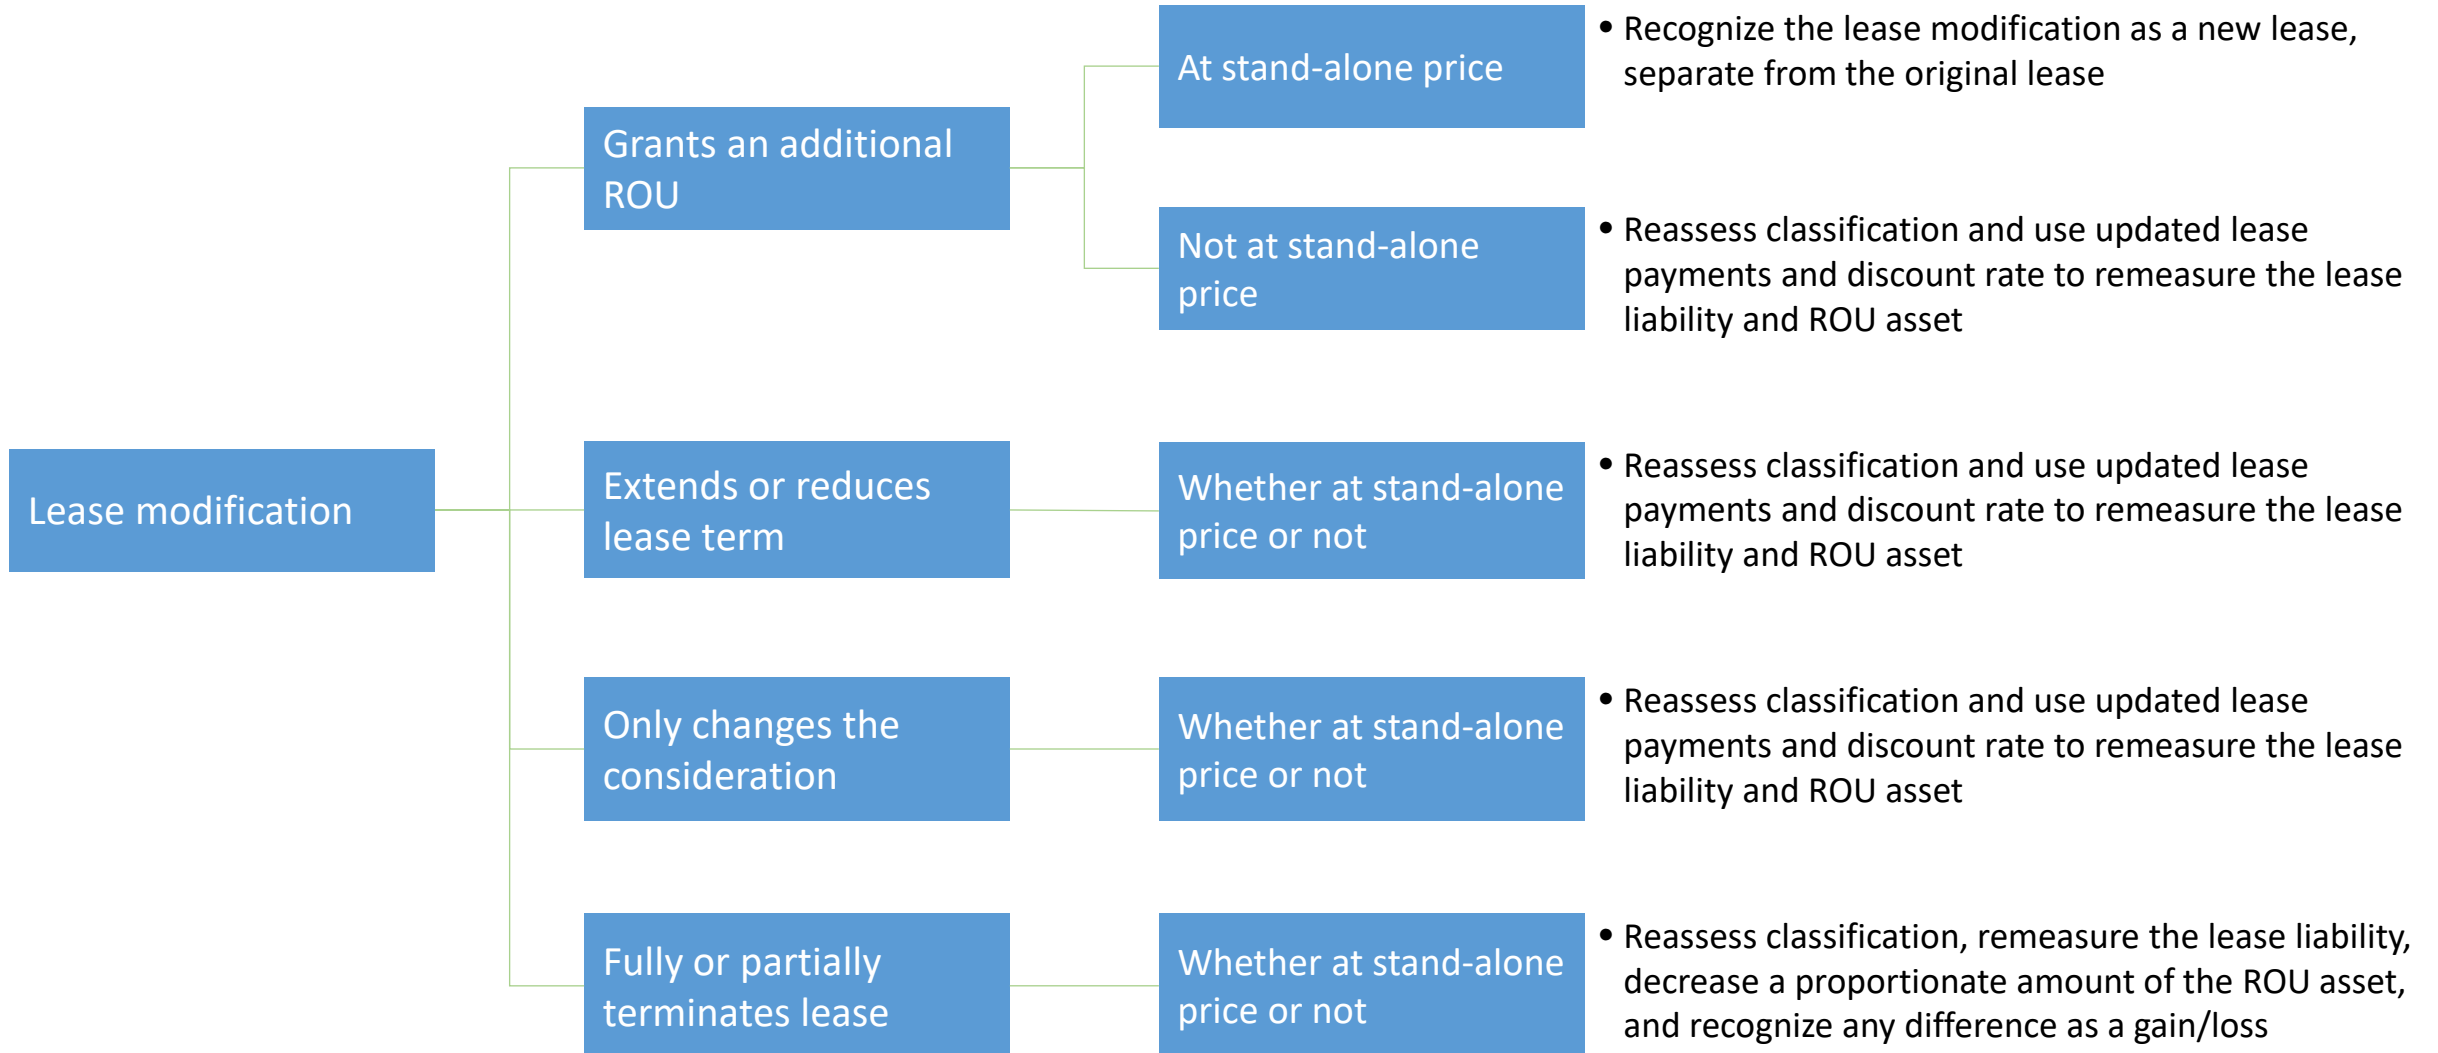 Lease modification
Grants an additional
ROU
At stand-alone price
• Recognize the lease modification as a new lease,
separate from the original lease
Not at stand-alone
price
• Reassess classification and use updated lease
payments and discount rate to remeasure the lease
liability and ROU asset
Extends or reduces
lease term
Whether at stand-alone
price or not
• Reassess classification and use updated lease
payments and discount rate to remeasure the lease
liability and ROU asset
Only changes the
consideration
Whether at stand-alone
price or not
• Reassess classification and use updated lease
payments and discount rate to remeasure the lease
liability and ROU asset
Fully or partially
terminates lease
Whether at stand-alone
price or not
• Reassess classification, remeasure the lease liability,
decrease a proportionate amount of the ROU asset,
and recognize any difference as a gain/loss